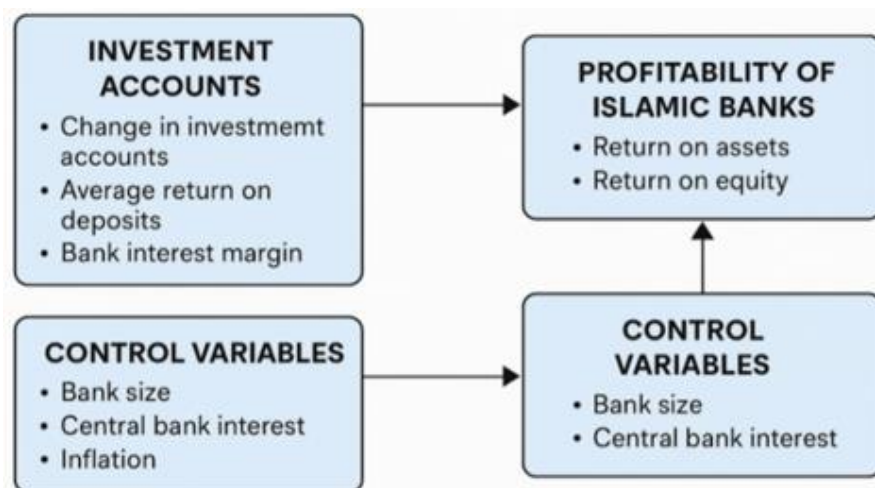 INVESTMENT
ACCOUNTS
• Change in investmemt
accounts
• Average return on
deposits
• Bank interest margin
PROFITABILITY OF
ISLAMIC BANKS
• Return on assets
• Return on equity
CONTROL VARIABLES
• Bank size
• Central bank interest
• Inflation
CONTROL
VARIABLES
• Bank size
• Central bank interest